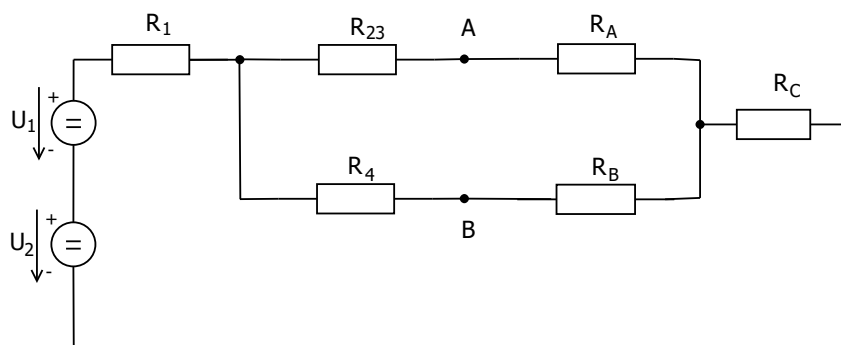 R1
R23
A
RA
RC
U1
+
-
=
R4
B
RB
U2
+
-
=